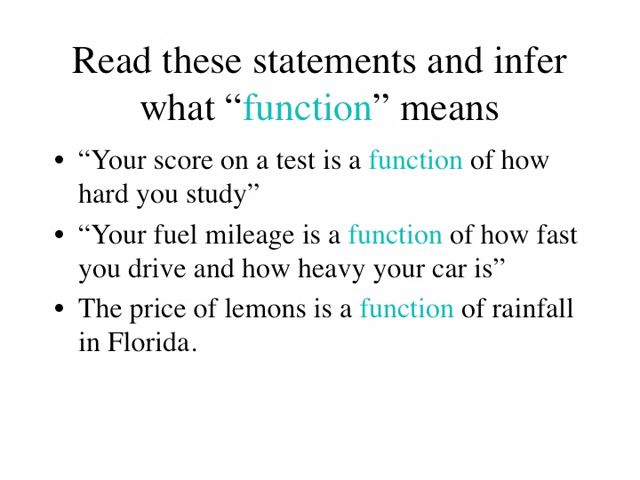 Read these statements and infer
what “function” means
• “Your score on a test is a function of how
hard you study”
• “Your fuel mileage is a function of how fast
you drive and how heavy your car is”
• The price of lemons is a function of rainfall
in Florida.